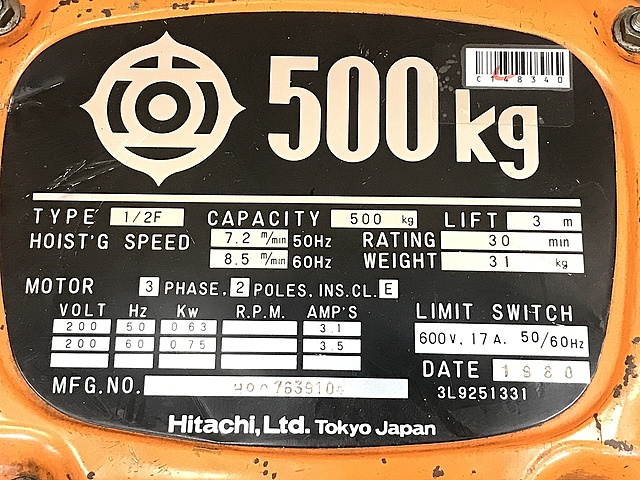 C148340
500kg
TYPE 1/2F CAPACITY 500 kg LIFT 3 m
HOIST'G SPEED 7.2 m/min 50Hz RATING 30 min
8.5 m/min 60Hz WEIGHT 31 kg
MOTOR 3 PHASE, 2 POLES, INS.CL. E
VOLT Hz Kw R.P.M. AMP'S
200 50 0.63 3.1
200 60 0.75 3.5
LIMIT SWITCH
600V. 17A. 50/60Hz
DATE 1980
MFG.NO.
3L9251331
Hitachi, Ltd. Tokyo Japan